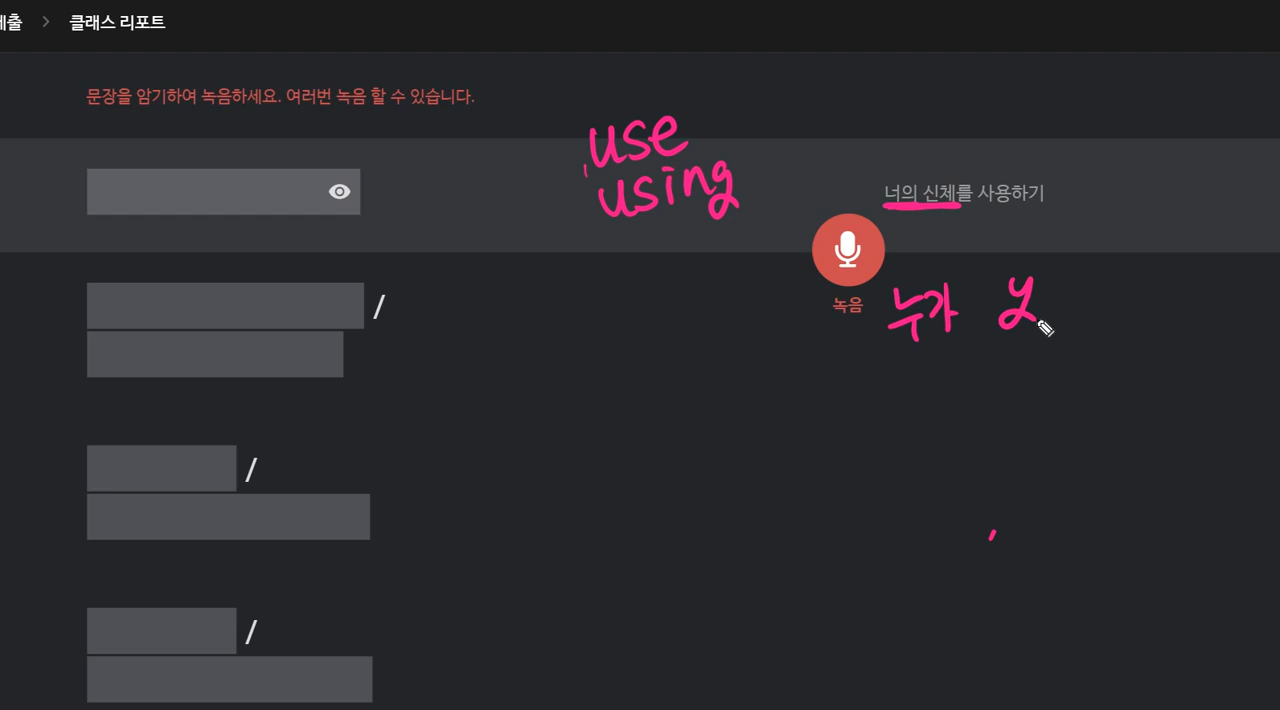 클래스 리포트
문장을 암기하여 녹음하세요. 여러번 녹음 할 수 있습니다.
use
using
너의 신체를 사용하기
녹음
누가 y
/
/
/